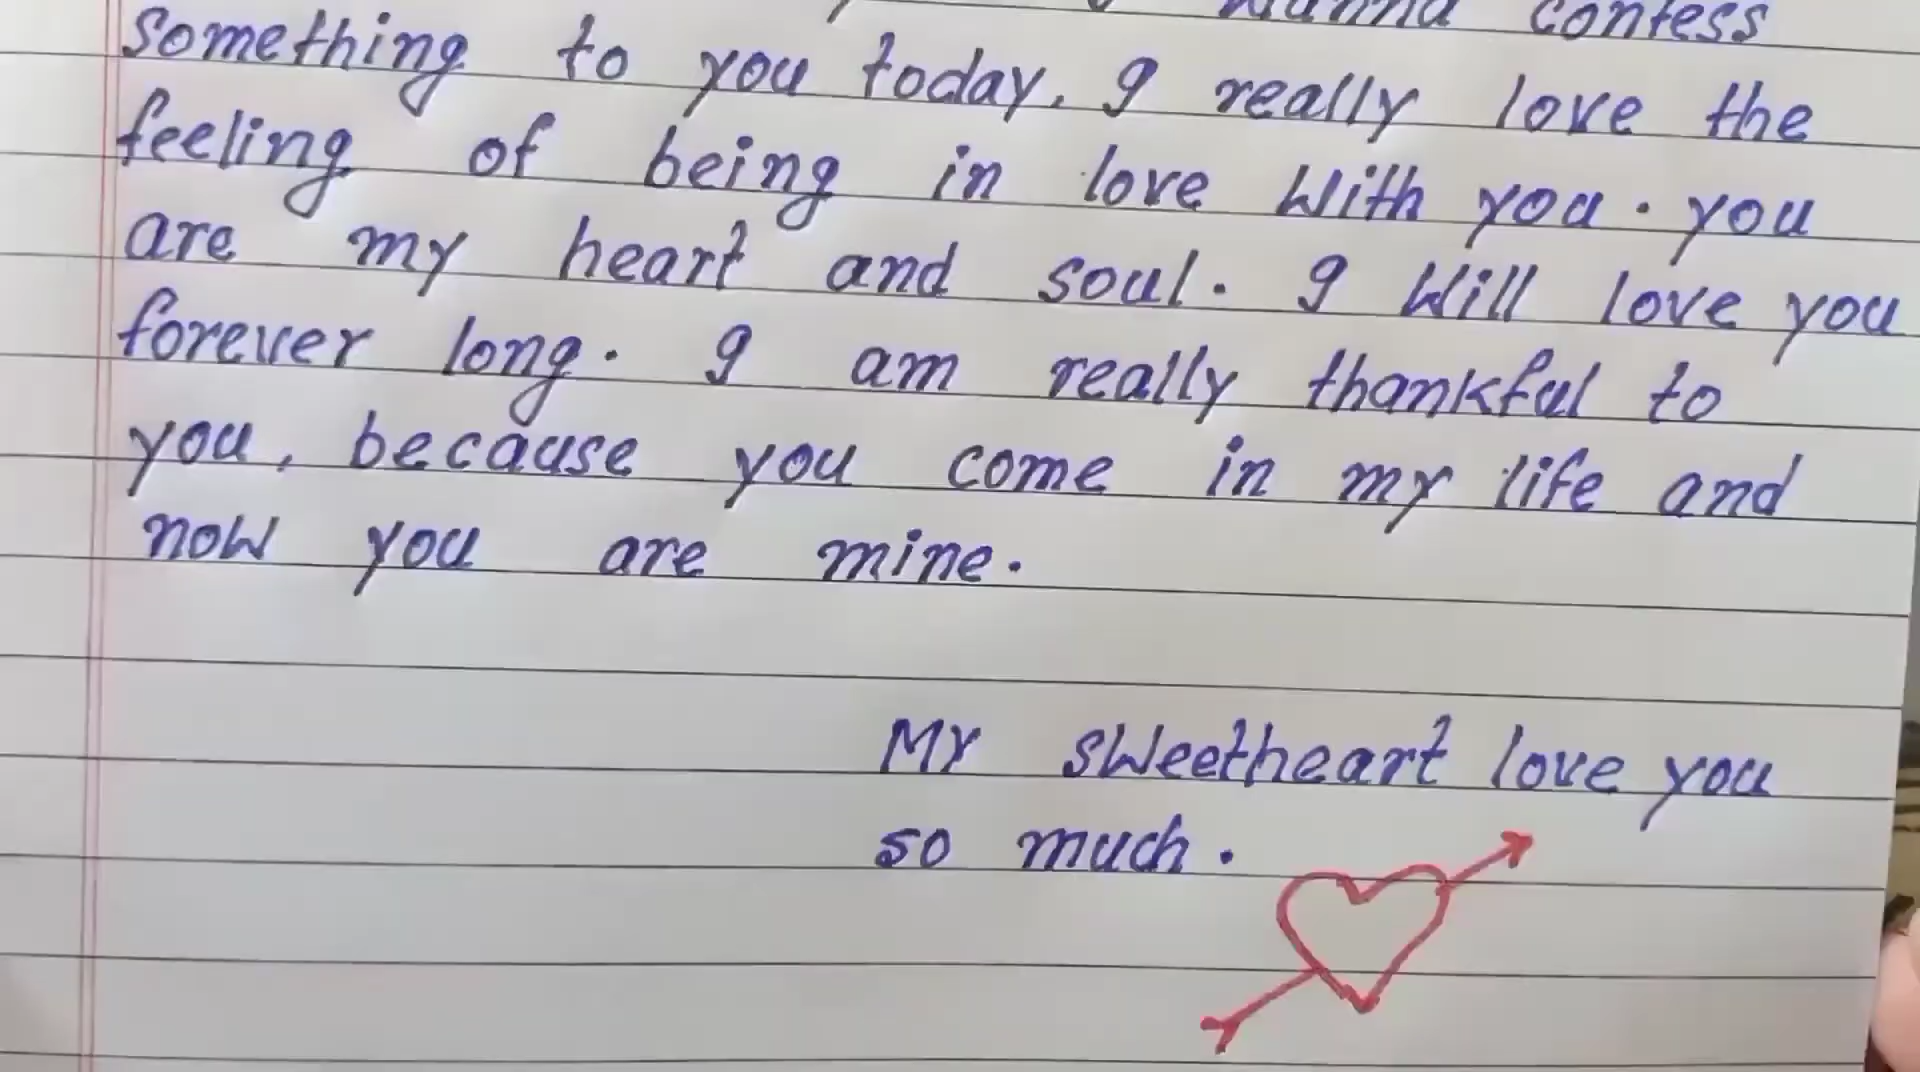 wanna confess
something to you today. I really love the
feeling of being in love with you. you
are my heart and soul. I will love you
forever long. I am really thankful to
you, because you come in my life and
now you are mine.
My sweetheart love you
so much.